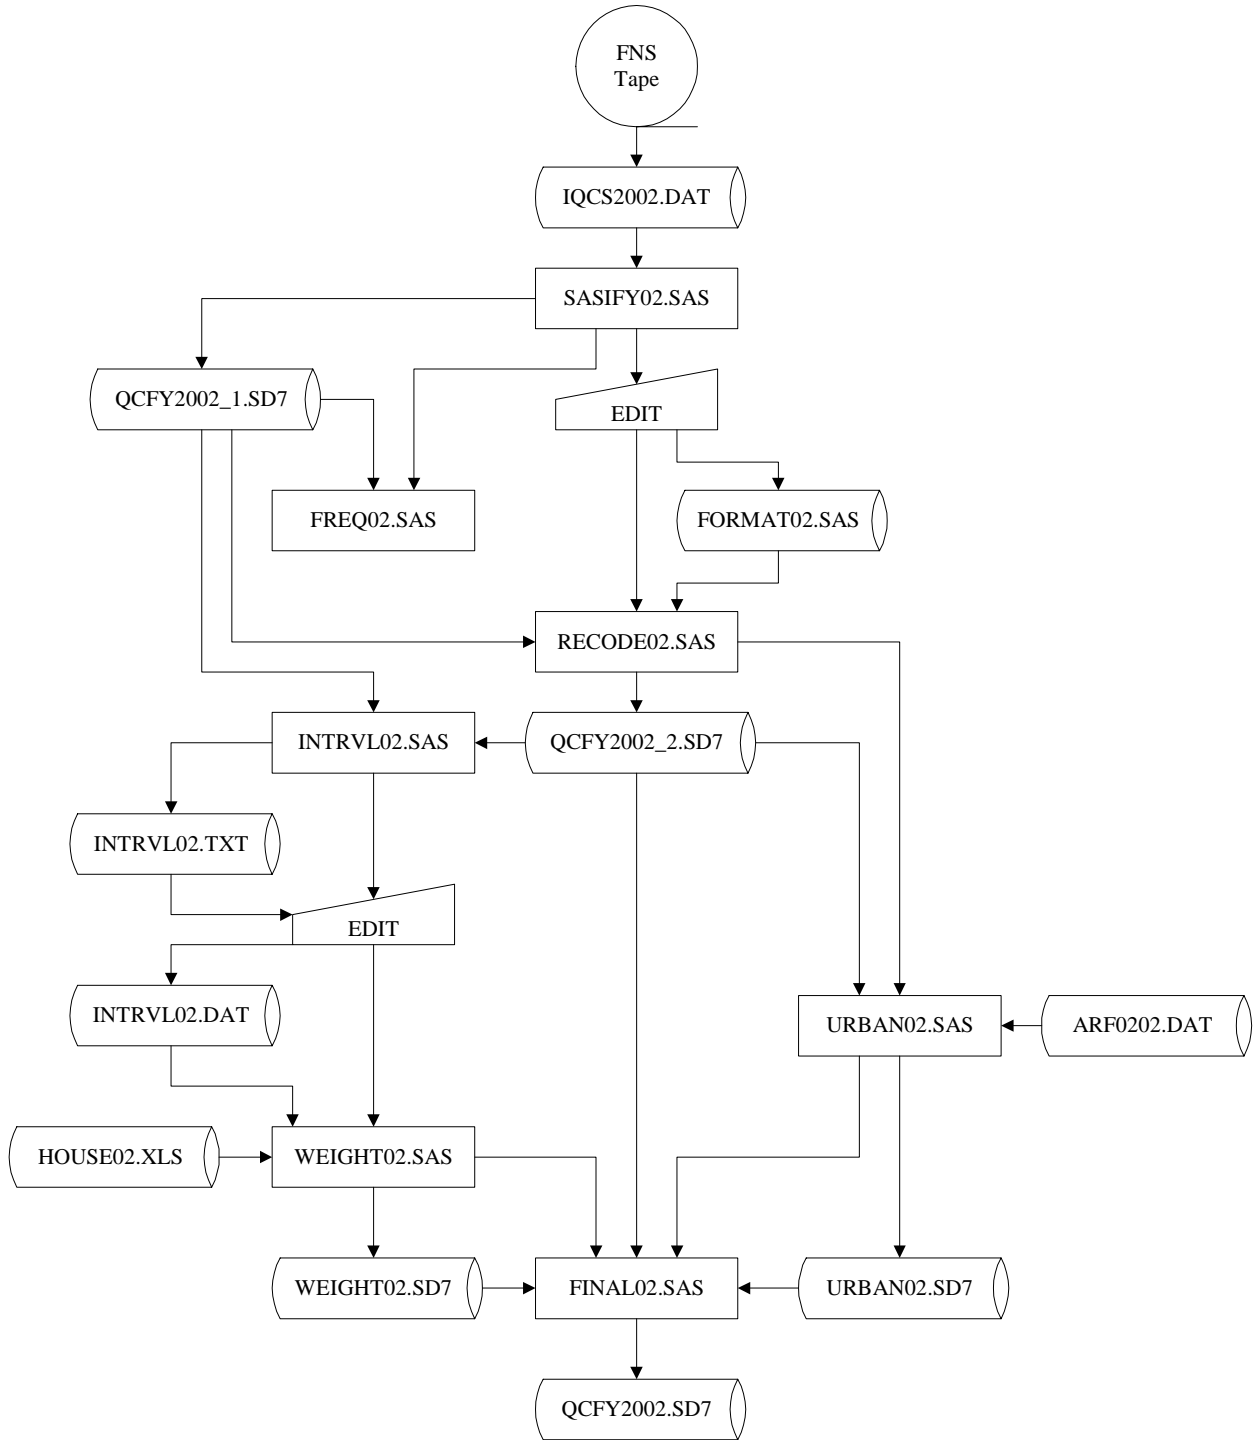 FNS
Tape
IQCS2002.DAT
SASIFY02.SAS
QCFY2002_1.SD7
EDIT
FREQ02.SAS
FORMAT02.SAS
RECODE02.SAS
INTRVL02.SAS
QCFY2002_2.SD7
INTRVL02.TXT
EDIT
INTRVL02.DAT
URBAN02.SAS
ARF0202.DAT
HOUSE02.XLS
WEIGHT02.SAS
WEIGHT02.SD7
FINAL02.SAS
URBAN02.SD7
QCFY2002.SD7